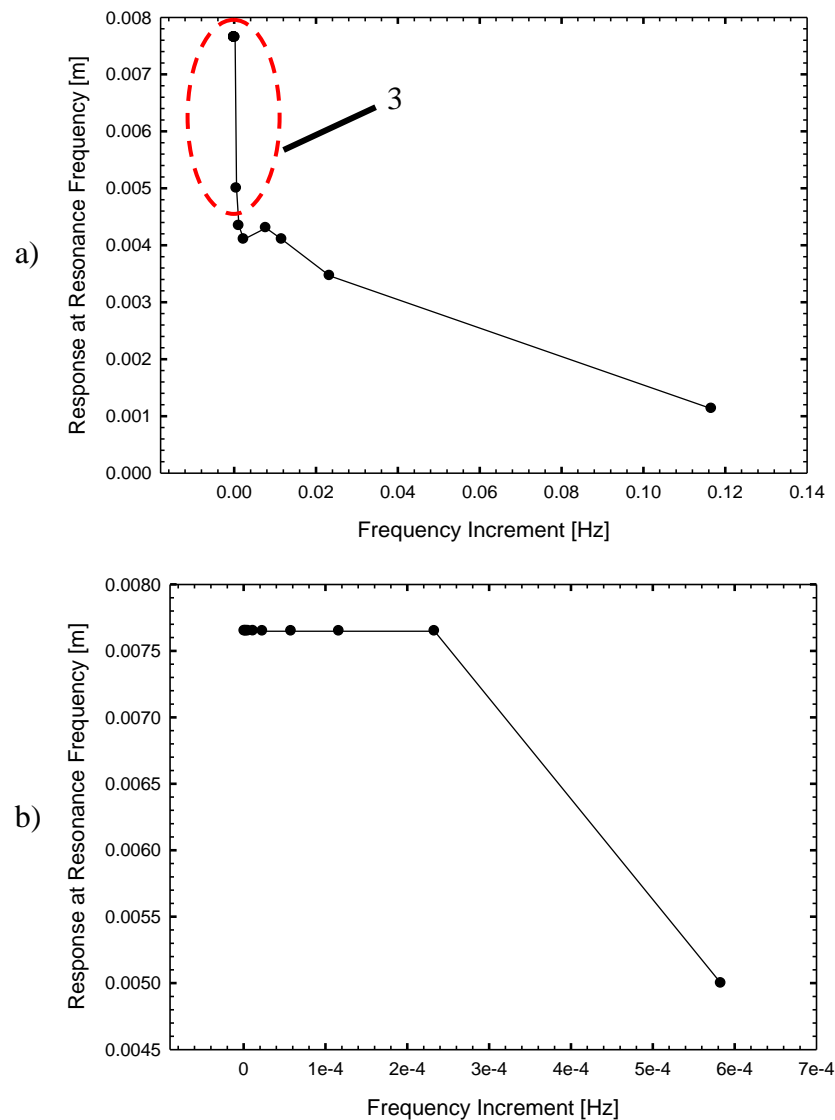 a)
Response at Resonance Frequency [m]
0.008
0.007
0.006
0.005
0.004
0.003
0.002
0.001
0.000
3
0.00 0.02 0.04 0.06 0.08 0.10 0.12 0.14
Frequency Increment [Hz]
b)
Response at Resonance Frequency [m]
0.0080
0.0075
0.0070
0.0065
0.0060
0.0055
0.0050
0.0045
0 1e-4 2e-4 3e-4 4e-4 5e-4 6e-4 7e-4
Frequency Increment [Hz]